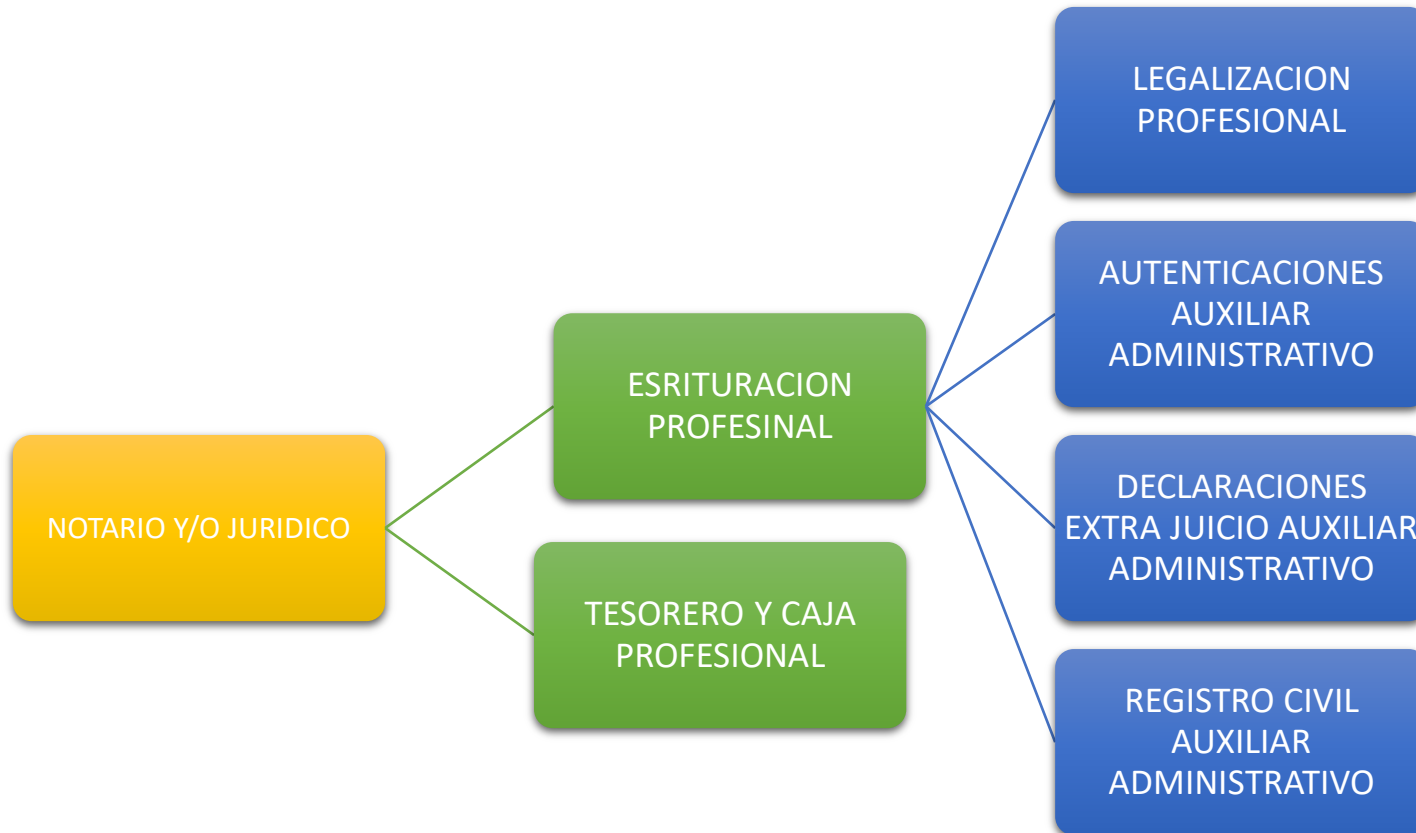 NOTARIO Y/O JURIDICO
ESRITURACION
PROFESINAL
TESORERO Y CAJA
PROFESIONAL
LEGALIZACION
PROFESIONAL
AUTENTICACIONES
AUXILIAR
ADMINISTRATIVO
DECLARACIONES
EXTRA JUICIO AUXILIAR
ADMINISTRATIVO
REGISTRO CIVIL
AUXILIAR
ADMINISTRATIVO